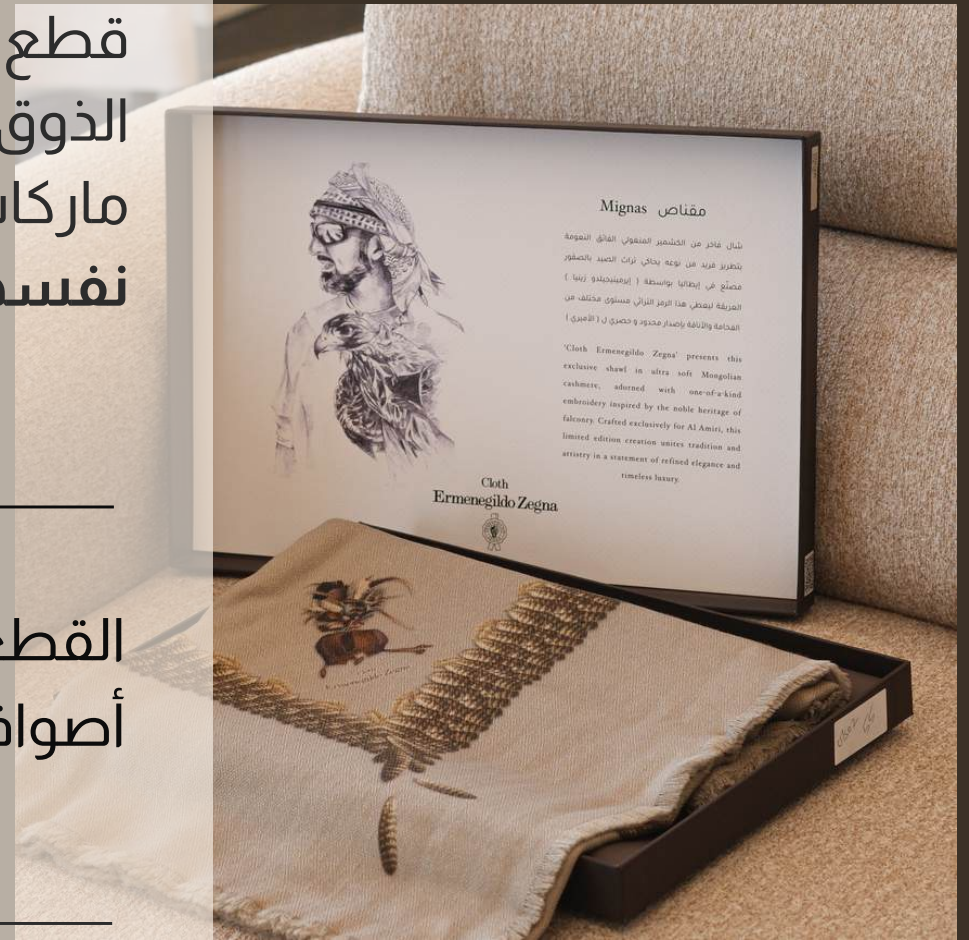 قطع
الذوق
نفس
القطع
مقناص Mignas
شال فاخر من الكشمير المنغولي الفائق النعومة
بتطريز فريد من نوعه يحاكي تراث الصيد بالصقور
مصنّع في إيطاليا بواسطة ( إيرمينيجيلدو زينيا )
العريقة ليعطي هذا الرمز التراثي مستوى مختلف من
الفخامة والأناقة بإصدار محدود و حصري ل ( الأميري )
'Cloth Ermenegildo Zegna' presents this
exclusive shawl in ultra soft Mongolian
cashmere, adorned with one-of-a-kind
embroidery inspired by the noble heritage of
falconry. Crafted exclusively for Al Amiri, this
limited edition creation unites tradition and
artistry in a statement of refined elegance and
timeless luxury.
Cloth
Ermenegildo Zegna
Ermenegildo Zegna